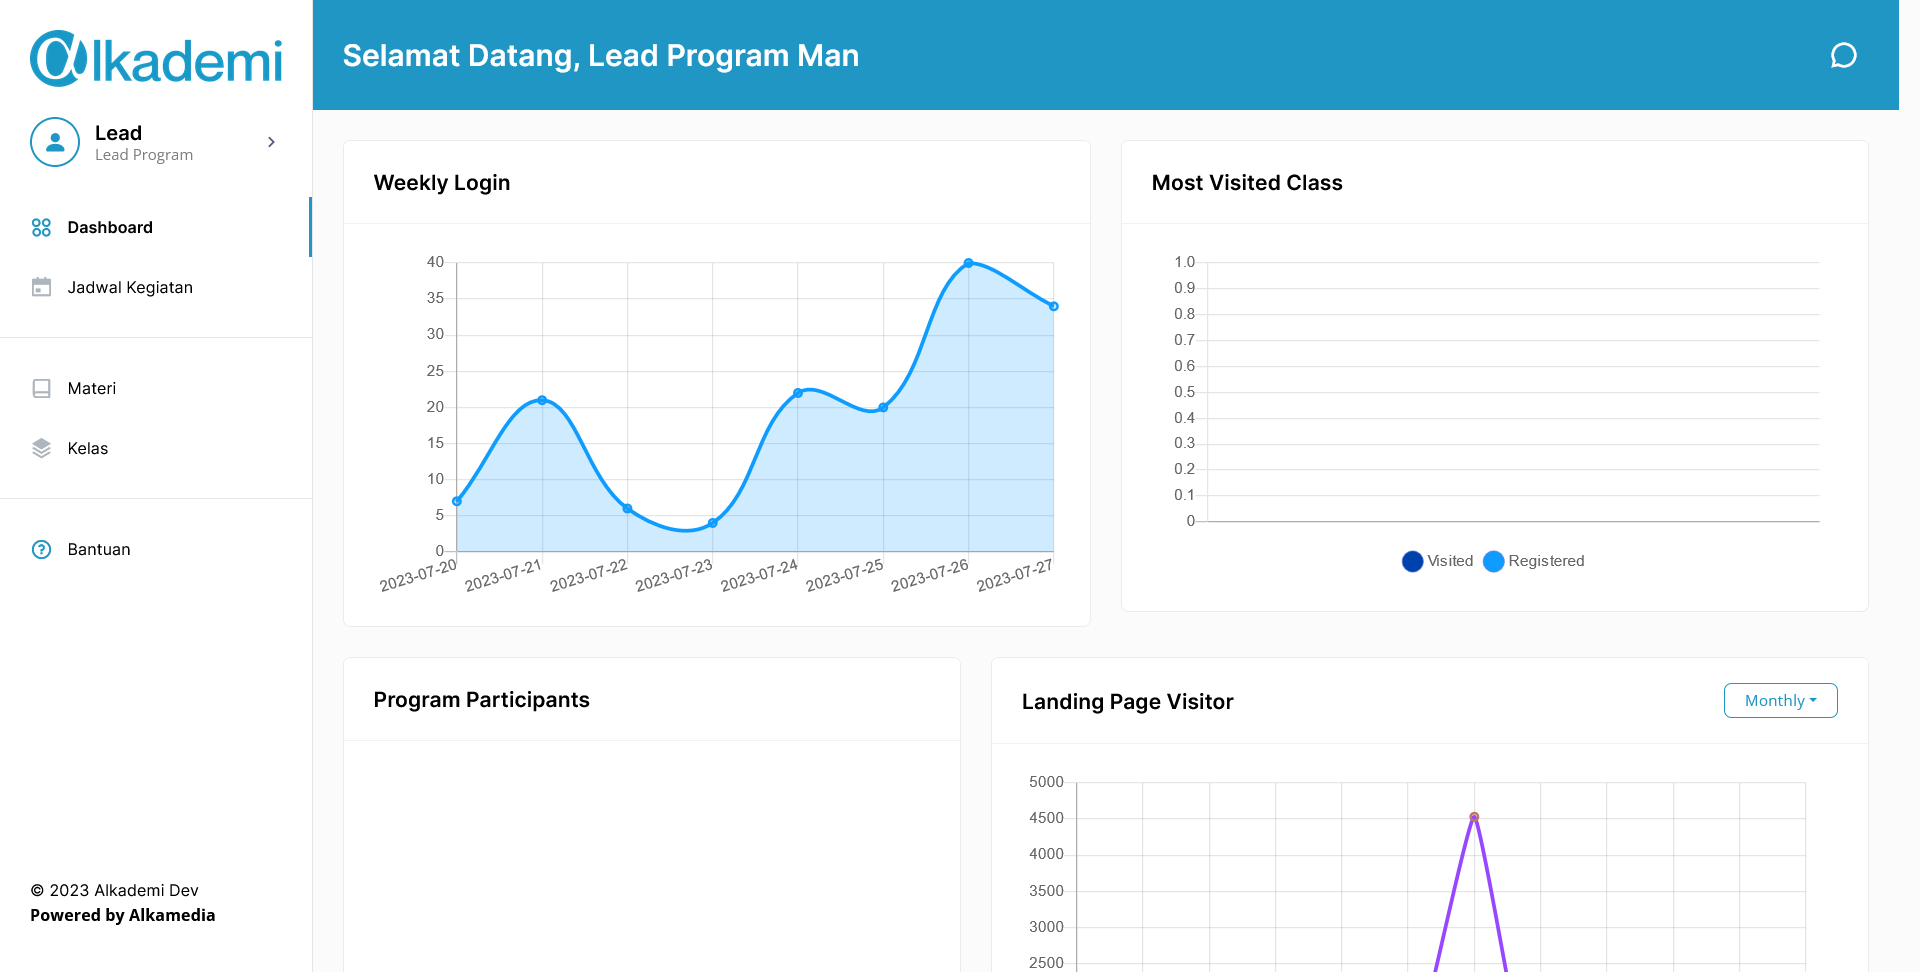 Alkademi
Lead
Lead Program
Dashboard
Jadwal Kegiatan
Materi
Kelas
Bantuan
© 2023 Alkademi Dev
Powered by Alkamedia
Selamat Datang, Lead Program Man
Weekly Login
40
35
30
25
20
15
10
5
0
2023-07-20
2023-07-21
2023-07-22
2023-07-23
2023-07-24
2023-07-25
2023-07-26
2023-07-27
Most Visited Class
1.0
0.9
0.8
0.7
0.6
0.5
0.4
0.3
0.2
0.1
0
Visited Registered
Program Participants
Landing Page Visitor
Monthly
5000
4500
4000
3500
3000
2500